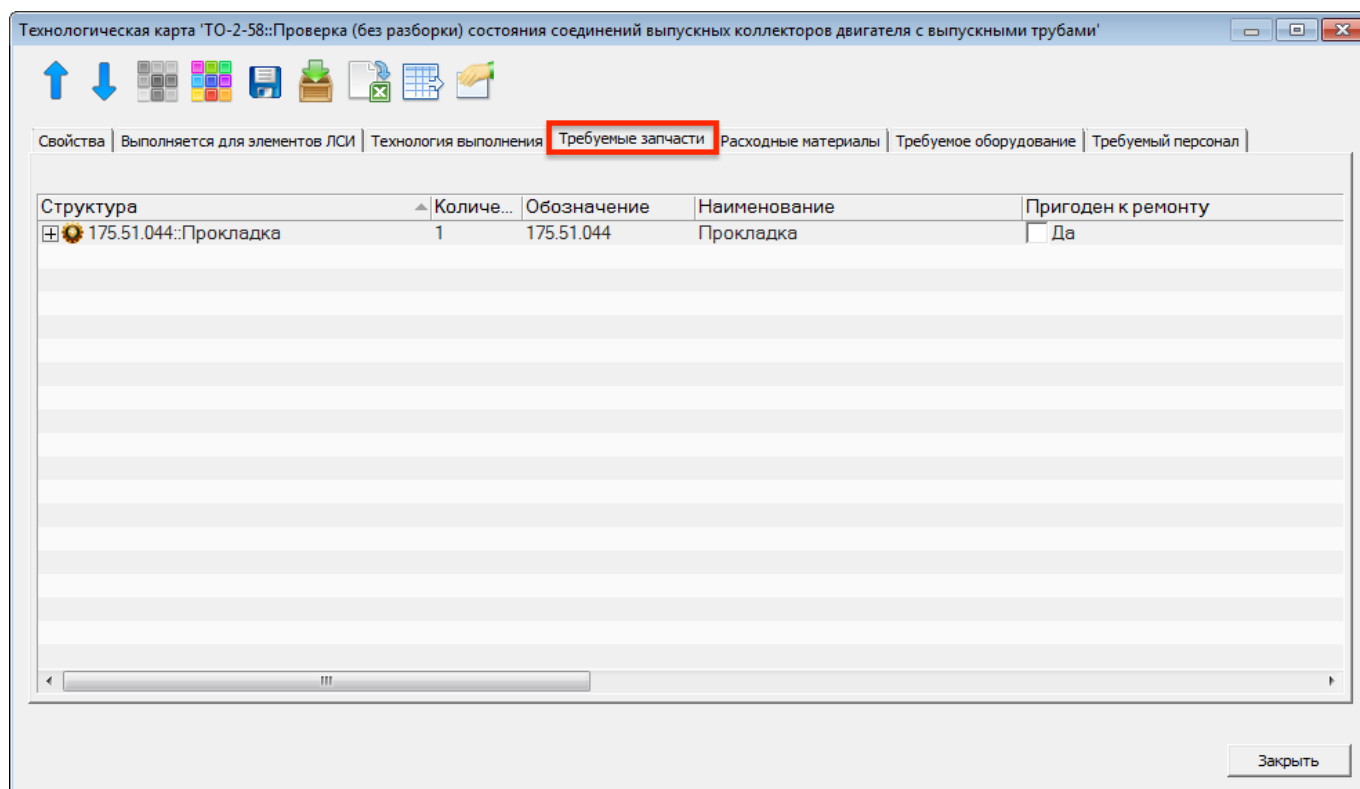 Технологическая карта 'ТО-2-58::Проверка (без разборки) состояния соединений выпускных коллекторов двигателя с выпускными трубами'
Свойства Выполняется для элементов ЛСИ Технология выполнения Требуемые запчасти Расходные материалы Требуемое оборудование Требуемый персонал
Структура Количе... Обозначение Наименование Пригоден к ремонту
175.51.044::Прокладка 1 175.51.044 Прокладка Да
Закрыть